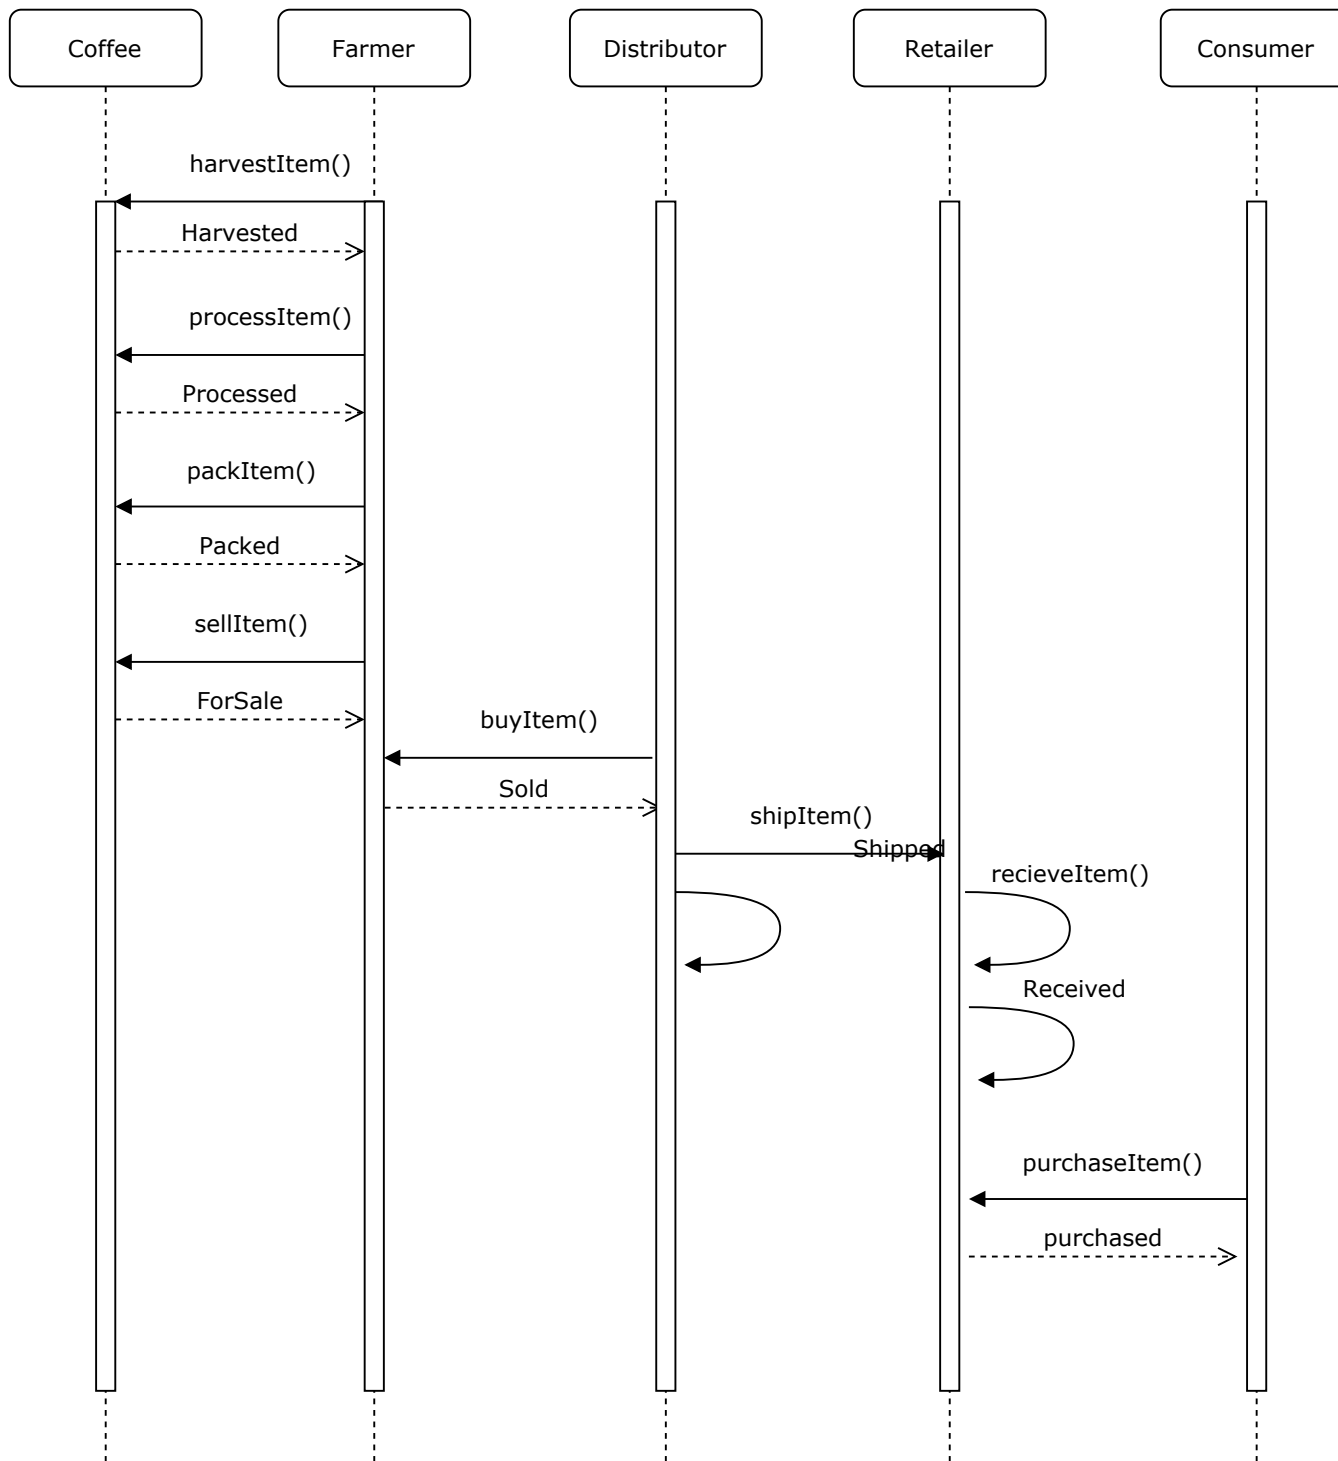 Coffee
Farmer
Distributor
Retailer
Consumer
harvestItem()
Harvested
processItem()
Processed
packItem()
Packed
sellItem()
ForSale
buyItem()
Sold
shipItem()
Shipped
recieveItem()
Received
purchaseItem()
purchased